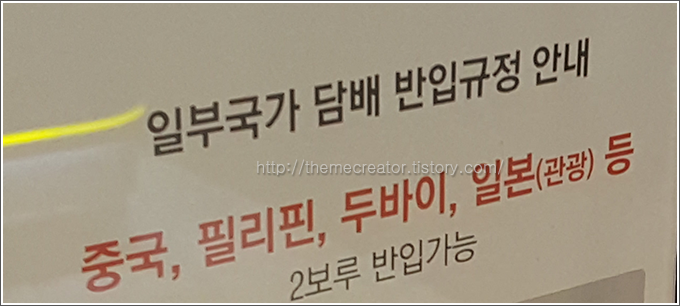 일부국가 담배 반입규정 안내
http://themecreator.tistory.com/
중국, 필리핀, 두바이, 일본(관광) 등
2보루 반입가능